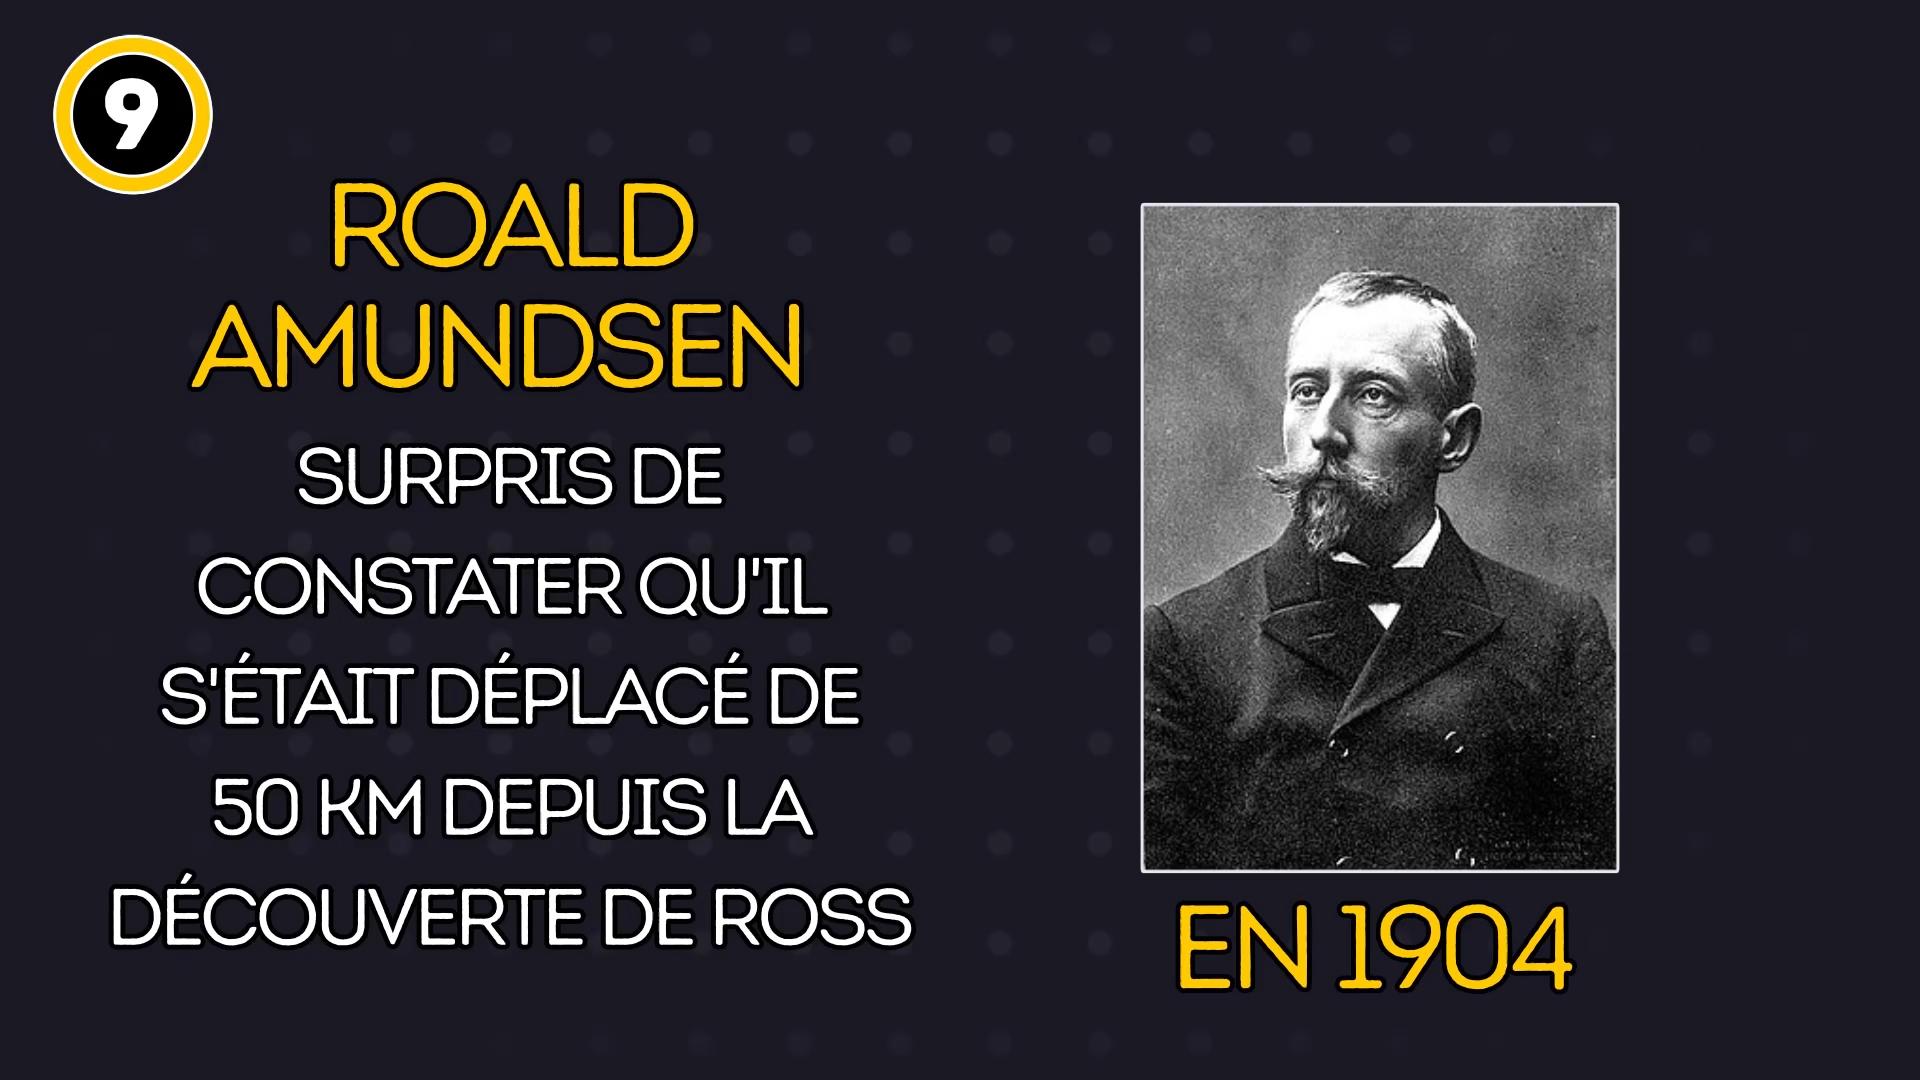 9
ROALD
AMUNDSEN
SURPRIS DE
CONSTATER QU'IL
S'ÉTAIT DÉPLACÉ DE
50 KM DEPUIS LA
DÉCOUVERTE DE ROSS
EN 1904